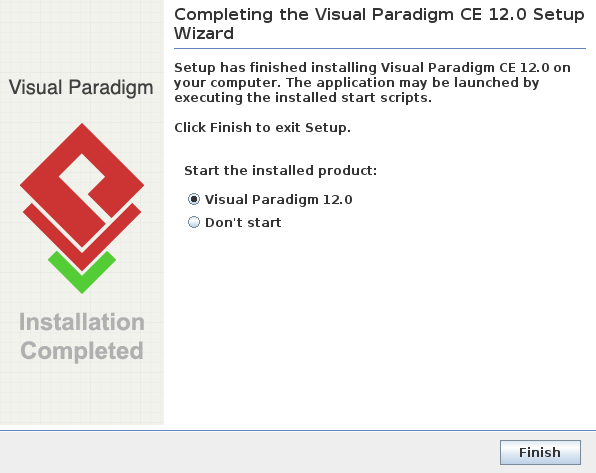 Visual Paradigm
Installation
Completed
Completing the Visual Paradigm CE 12.0 Setup
Wizard
Setup has finished installing Visual Paradigm CE 12.0 on
your computer. The application may be launched by
executing the installed start scripts.
Click Finish to exit Setup.
Start the installed product:
Visual Paradigm 12.0
Don't start
Finish